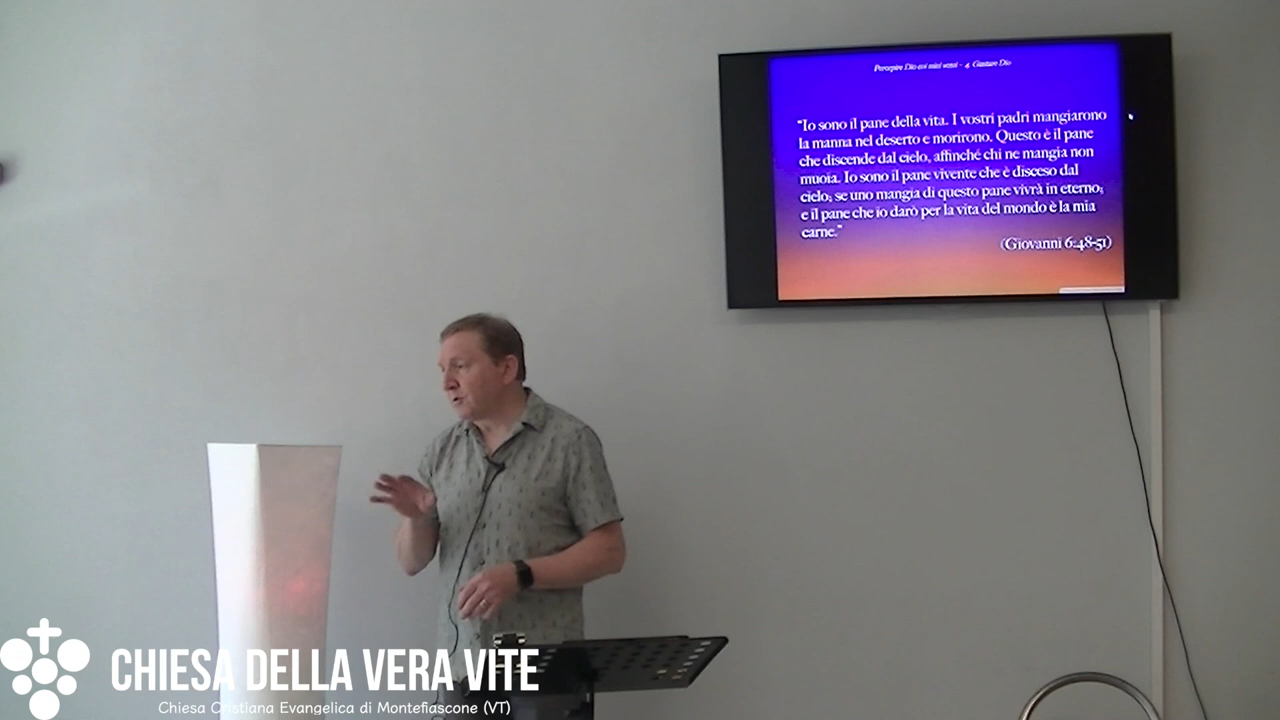 Percepire Dio coi miei sensi - 4. Gustare Dio
"Io sono il pane della vita. I vostri padri mangiarono
la manna nel deserto e morirono. Questo è il pane
che discende dal cielo, affinché chi ne mangia non
muoia. Io sono il pane vivente che è disceso dal
cielo; se uno mangia di questo pane vivrà in eterno;
e il pane che io darò per la vita del mondo è la mia
carne."
(Giovanni 6:48-51)
CHIESA DELLA VERA VITE
Chiesa Cristiana Evangelica di Montefiascone (VT)